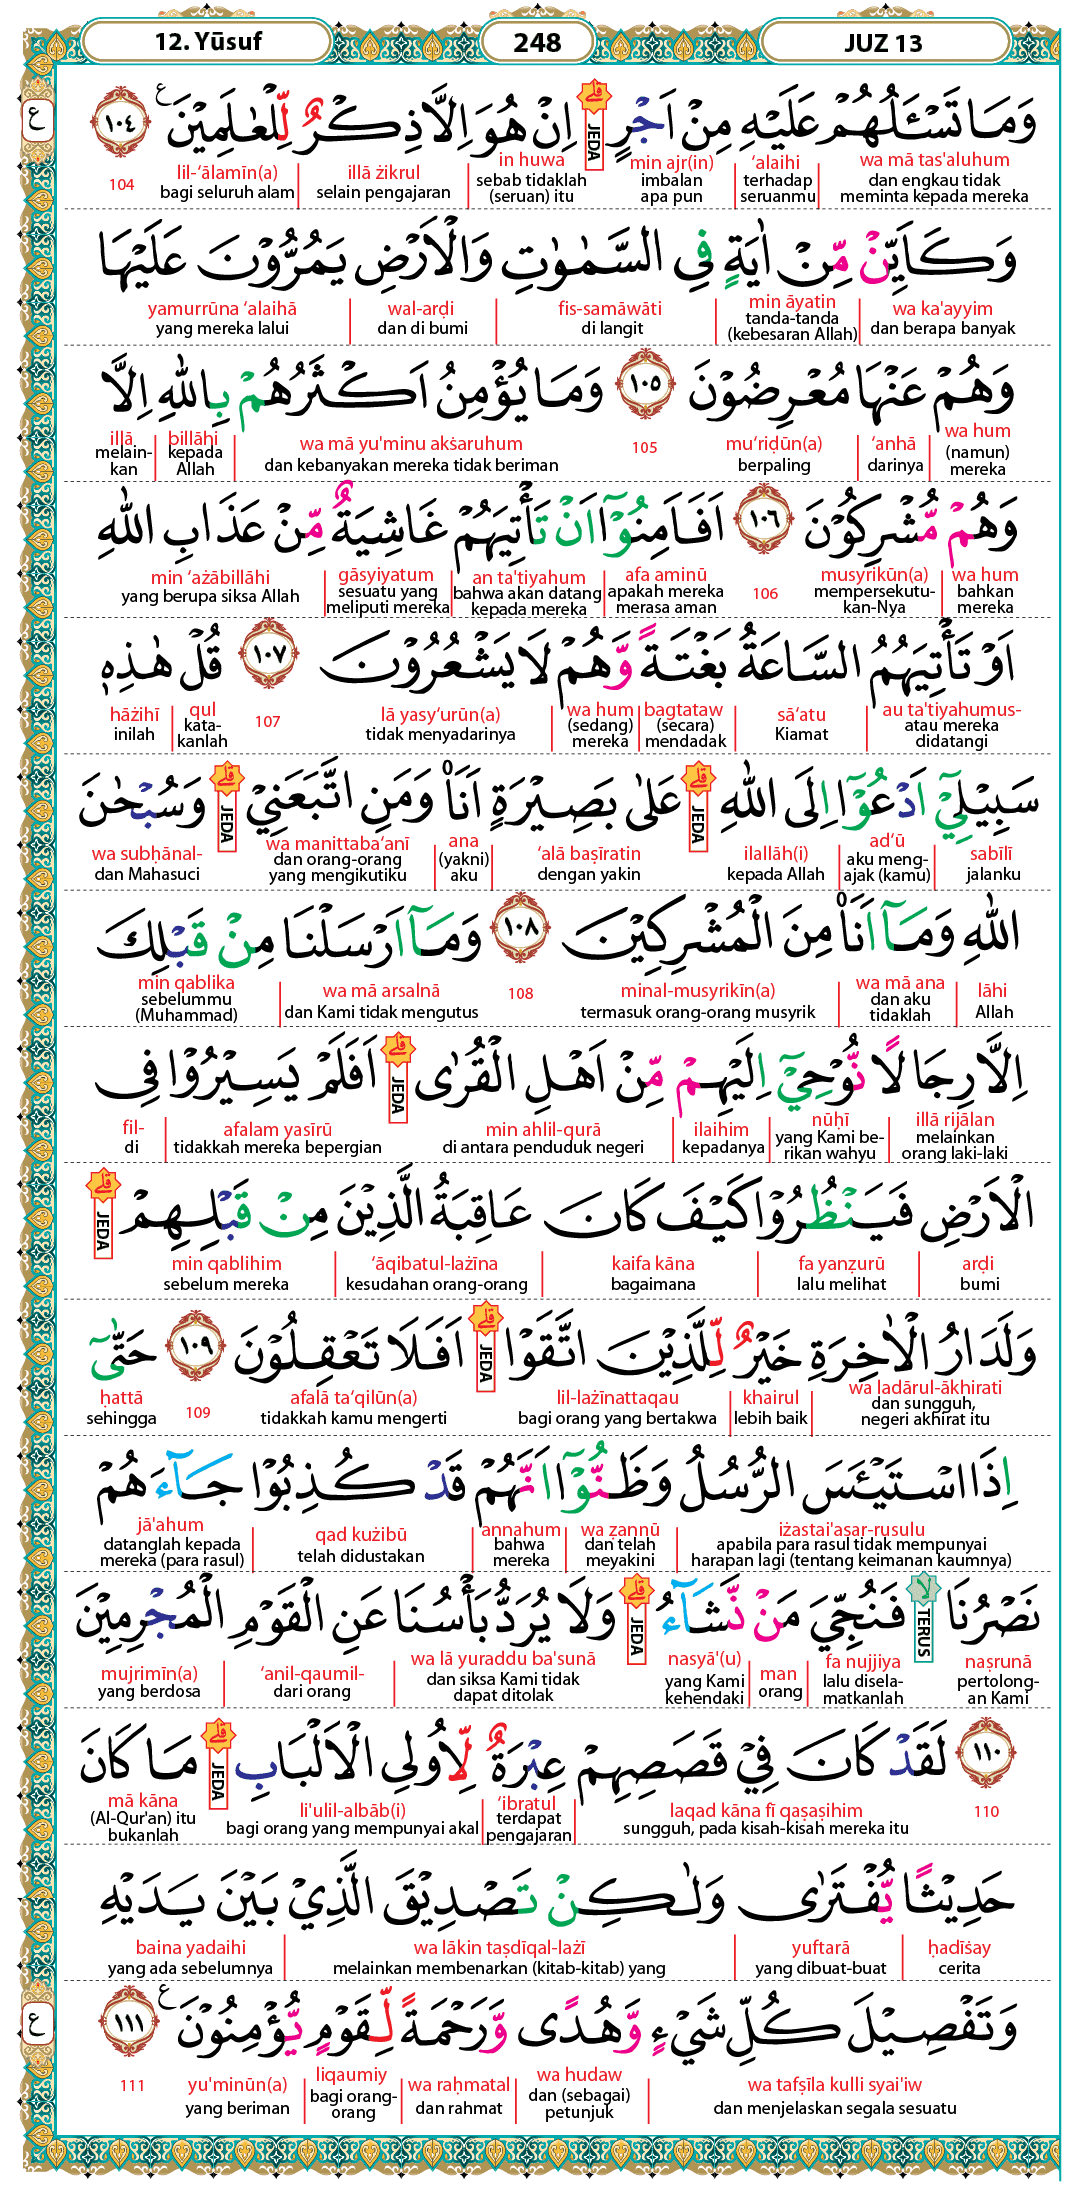 12. Yūsuf 248 JUZ 13
وَمَا تَسْـَٔلُهُمْ عَلَيْهِ مِنْ اَجْرٍۗ اِنْ هُوَ اِلَّا ذِكْرٌ لِّلْعٰلَمِيْنَ ࣖ ١٠٤
wa mā tas'aluhum ‘alaihi min ajr(in) JEDA in huwa illā żikrul lil-‘ālamīn(a) 104
dan engkau tidak meminta kepada mereka terhadap seruanmu imbalan apa pun sebab tidaklah (seruan) itu selain pengajaran bagi seluruh alam
وَكَاَيِّنْ مِّنْ اٰيَةٍ فِى السَّمٰوٰتِ وَالْاَرْضِ يَمُرُّوْنَ عَلَيْهَا
wa ka'ayyim min āyatin fis-samāwāti wal-arḍi yamurrūna ‘alaihā
dan berapa banyak tanda-tanda (kebesaran Allah) di langit dan di bumi yang mereka lalui
وَهُمْ عَنْهَا مُعْرِضُوْنَ ١٠٥ وَمَا يُؤْمِنُ اَكْثَرُهُمْ بِاللّٰهِ اِلَّا
wa hum ‘anhā mu‘riḍūn(a) 105 wa mā yu'minu akṡaruhum billāhi illā
(namun) mereka darinya berpaling dan kebanyakan mereka tidak beriman kepada Allah melain-kan
وَهُمْ مُّشْرِكُوْنَ ١٠٦ اَفَاَمِنُوْٓا اَنْ تَأْتِيَهُمْ غَاشِيَةٌ مِّنْ عَذَابِ اللّٰهِ
wa hum musyrikūn(a) 106 afa aminū an ta'tiyahum gāsyiyatum min ‘ażābillāhi
bahkan mereka mempersekutu-kan-Nya apakah mereka merasa aman bahwa akan datang kepada mereka sesuatu yang meliputi mereka yang berupa siksa Allah
اَوْ تَأْتِيَهُمُ السَّاعَةُ بَغْتَةً وَّهُمْ لَا يَشْعُرُوْنَ ١٠٧ قُلْ هٰذِهٖ
au ta'tiyahumus- sā‘atu bagtataw wa hum lā yasy‘urūn(a) 107 qul hāżihī
atau mereka didatangi Kiamat (secara) mendadak (sedang) mereka tidak menyadarinya kata-kanlah inilah
سَبِيْلِيْٓ اَدْعُوْٓا اِلَى اللّٰهِ ۗعَلٰى بَصِيْرَةٍ اَنَا۠ وَمَنِ اتَّبَعَنِيْۗ وَسُبْحٰنَ
sabīlī ad‘ū ilallāh(i) JEDA ‘alā baṣīratin ana wa manittaba‘anī JEDA wa subḥānal-
jalanku aku meng-ajak (kamu) kepada Allah dengan yakin (yakni) aku dan orang-orang yang mengikutiku dan Mahasuci
اللّٰهِ وَمَآ اَنَا۠ مِنَ الْمُشْرِكِيْنَ ١٠٨ وَمَآ اَرْسَلْنَا مِنْ قَبْلِكَ
lāhi wa mā ana minal-musyrikīn(a) 108 wa mā arsalnā min qablika
Allah dan aku tidaklah termasuk orang-orang musyrik dan Kami tidak mengutus sebelummu (Muhammad)
اِلَّا رِجَالًا نُّوْحِيْٓ اِلَيْهِمْ مِّنْ اَهْلِ الْقُرٰىۗ اَفَلَمْ يَسِيْرُوْا فِى
illā rijālan nūḥī ilaihim min ahlil-qurā JEDA afalam yasīrū fil-
melainkan orang laki-laki yang Kami be-rikan wahyu kepadanya di antara penduduk negeri tidakkah mereka bepergian di
الْاَرْضِ فَيَنْظُرُوْا كَيْفَ كَانَ عَاقِبَةُ الَّذِيْنَ مِنْ قَبْلِهِمْۗ
arḍi fa yanẓurū kaifa kāna ‘āqibatul-lażīna min qablihim JEDA
bumi lalu melihat bagaimana kesudahan orang-orang sebelum mereka
وَلَدَارُ الْاٰخِرَةِ خَيْرٌ لِّلَّذِيْنَ اتَّقَوْاۗ اَفَلَا تَعْقِلُوْنَ ١٠٩ حَتّٰٓى
wa ladārul-ākhirati khairul lil-lażīnattaqau JEDA afalā ta‘qilūn(a) 109 ḥattā
dan sungguh, negeri akhirat itu lebih baik bagi orang yang bertakwa tidakkah kamu mengerti sehingga
اِذَا اسْتَيْـَٔسَ الرُّسُلُ وَظَنُّوْٓا اَنَّهُمْ قَدْ كُذِبُوْا جَاۤءَهُمْ
iżastai'asar-rusulu wa ẓannū annahum qad kużibū jā'ahum
apabila para rasul tidak mempunyai harapan lagi (tentang keimanan kaumnya) dan telah meyakini bahwa mereka telah didustakan datanglah kepada mereka (para rasul)
نَصْرُنَاۙ فَنُجِّيَ مَنْ نَّشَاۤءُۗ وَلَا يُرَدُّ بَأْسُنَا عَنِ الْقَوْمِ الْمُجْرِمِيْنَ
naṣrunā TERUS fa nujjiya man nasyā'(u) JEDA wa lā yuraddu ba'sunā ‘anil-qaumil- mujrimīn(a)
pertolong-an Kami lalu disela-matkanlah orang yang Kami kehendaki dan siksa Kami tidak dapat ditolak dari orang yang berdosa
١١٠ لَقَدْ كَانَ فِيْ قَصَصِهِمْ عِبْرَةٌ لِّاُولِى الْاَلْبَابِۗ مَا كَانَ
110 laqad kāna fī qaṣaṣihim ‘ibratul li'ulil-albāb(i) JEDA mā kāna
sungguh, pada kisah-kisah mereka itu terdapat pengajaran bagi orang yang mempunyai akal (Al-Qur'an) itu bukanlah
حَدِيْثًا يُّفْتَرٰى وَلٰكِنْ تَصْدِيْقَ الَّذِيْ بَيْنَ يَدَيْهِ
ḥadīṡay yuftarā wa lākin taṣdīqal-lażī baina yadaihi
cerita yang dibuat-buat melainkan membenarkan (kitab-kitab) yang yang ada sebelumnya
وَتَفْصِيْلَ كُلِّ شَيْءٍ وَّهُدًى وَّرَحْمَةً لِّقَوْمٍ يُّؤْمِنُوْنَ ࣖ ١١١
wa tafṣīla kulli syai'iw wa hudaw wa raḥmatal liqaumiy yu'minūn(a) 111
dan menjelaskan segala sesuatu dan (sebagai) petunjuk dan rahmat bagi orang-orang yang beriman